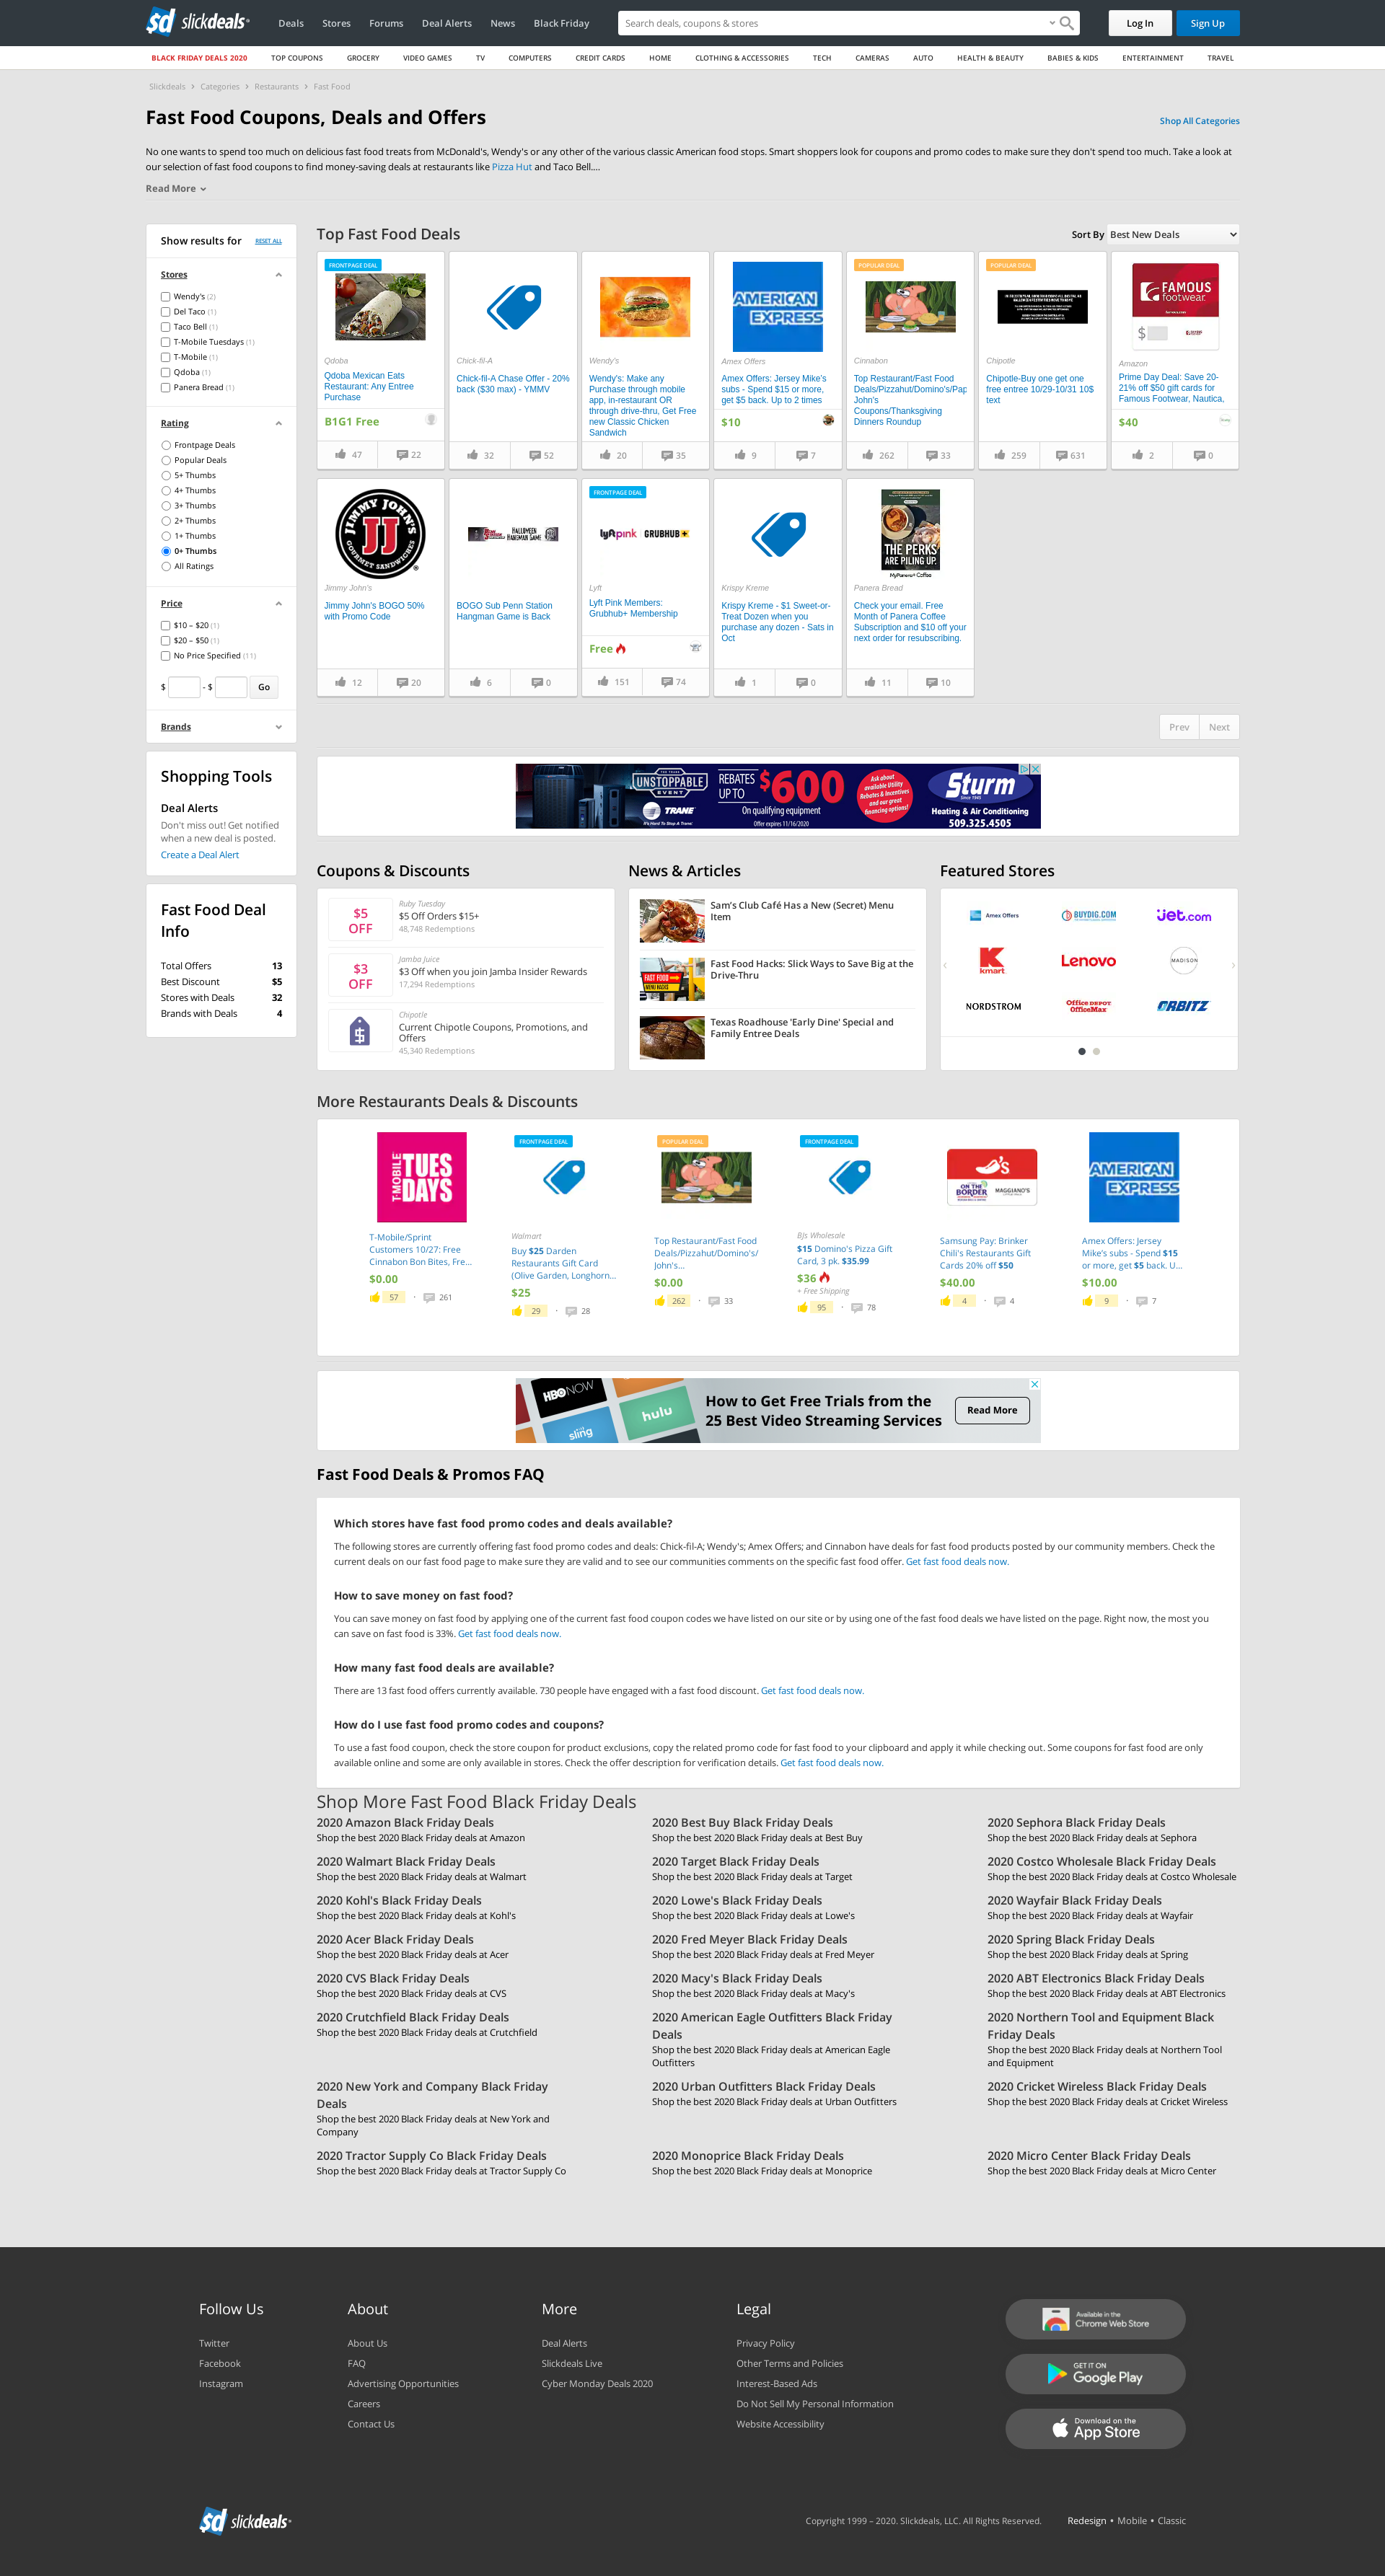 slickdeals
Deals
Stores
Forums
Deal Alerts
News
Black Friday
Search deals, coupons & stores
Log In
Sign Up
BLACK FRIDAY DEALS 2020
TOP COUPONS
GROCERY
VIDEO GAMES
TV
COMPUTERS
CREDIT CARDS
HOME
CLOTHING & ACCESSORIES
TECH
CAMERAS
AUTO
HEALTH & BEAUTY
BABIES & KIDS
ENTERTAINMENT
TRAVEL
Slickdeals › Categories › Restaurants › Fast Food
Fast Food Coupons, Deals and Offers
Shop All Categories
No one wants to spend too much on delicious fast food treats from McDonald's, Wendy's or any other of the various classic American food stops. Smart shoppers look for coupons and promo codes to make sure they don't spend too much. Take a look at
our selection of fast food coupons to find money-saving deals at restaurants like Pizza Hut and Taco Bell....
Read More
Show results for
RESET ALL
Stores
Wendy's (2)
Del Taco (1)
Taco Bell (1)
T-Mobile Tuesdays (1)
T-Mobile (1)
Qdoba (1)
Panera Bread (1)
Rating
Frontpage Deals
Popular Deals
5+ Thumbs
4+ Thumbs
3+ Thumbs
2+ Thumbs
1+ Thumbs
0+ Thumbs
All Ratings
Price
$10 – $20 (1)
$20 – $50 (1)
No Price Specified (11)
$ - $ Go
Brands
Shopping Tools
Deal Alerts
Don't miss out! Get notified
when a new deal is posted.
Create a Deal Alert
Fast Food Deal
Info
Total Offers 13
Best Discount $5
Stores with Deals 32
Brands with Deals 4
Top Fast Food Deals
Sort By Best New Deals
FRONTPAGE DEAL
Qdoba
Qdoba Mexican Eats
Restaurant: Any Entree
Purchase
B1G1 Free
47 22
Chick-fil-A
Chick-fil-A Chase Offer - 20%
back ($30 max) - YMMV
32 52
Wendy's
Wendy's: Make any
Purchase through mobile
app, in-restaurant OR
through drive-thru, Get Free
new Classic Chicken
Sandwich
20 35
AMERICAN
EXPRESS
Amex Offers
Amex Offers: Jersey Mike's
subs - Spend $15 or more,
get $5 back. Up to 2 times
$10
9 7
POPULAR DEAL
Cinnabon
Top Restaurant/Fast Food
Deals/Pizzahut/Domino's/Pap
John's
Coupons/Thanksgiving
Dinners Roundup
262 33
POPULAR DEAL
Chipotle
Chipotle-Buy one get one
free entree 10/29-10/31 10$
text
259 631
FAMOUS
footwear
$
Amazon
Prime Day Deal: Save 20-
21% off $50 gift cards for
Famous Footwear, Nautica,
$40
2 0
JIMMY JOHN'S
JJ
GOURMET SANDWICHES
Jimmy John's
Jimmy John's BOGO 50%
with Promo Code
12 20
HALLOWEEN
HANGMAN GAME
BOGO Sub Penn Station
Hangman Game is Back
6 0
FRONTPAGE DEAL
lyft pink GRUBHUB+
Lyft
Lyft Pink Members:
Grubhub+ Membership
Free
151 74
Krispy Kreme
Krispy Kreme - $1 Sweet-or-
Treat Dozen when you
purchase any dozen - Sats in
Oct
1 0
THE PERKS
ARE PILING UP.
MyPanera+ Coffee
Panera Bread
Check your email. Free
Month of Panera Coffee
Subscription and $10 off your
next order for resubscribing.
11 10
Prev Next
UNSTOPPABLE
EVENT
TRANE
It's Hard To Stop A Trane.
REBATES
UP TO $600
On qualifying equipment
Offer expires 11/16/2020
Ask about
available Utility
Rebates & Incentives
and our great
financing options!
Sturm
Since 1945
Heating & Air Conditioning
509.325.4505
Coupons & Discounts
$5
OFF
Ruby Tuesday
$5 Off Orders $15+
48,748 Redemptions
$3
OFF
Jamba Juice
$3 Off when you join Jamba Insider Rewards
17,294 Redemptions
Chipotle
Current Chipotle Coupons, Promotions, and
Offers
45,340 Redemptions
News & Articles
Sam's Club Café Has a New (Secret) Menu
Item
FAST FOOD
MENU HACKS
Fast Food Hacks: Slick Ways to Save Big at the
Drive-Thru
Texas Roadhouse 'Early Dine' Special and
Family Entree Deals
Featured Stores
Amex Offers
BUYDIG.COM
jet.com
kmart
Lenovo
MADISON
NORDSTROM
Office DEPOT
OfficeMax
ORBITZ
More Restaurants Deals & Discounts
T-MOBILE
TUES
DAYS
T-Mobile/Sprint
Customers 10/27: Free
Cinnabon Bon Bites, Fre...
$0.00
57 · 261
FRONTPAGE DEAL
Walmart
Buy $25 Darden
Restaurants Gift Card
(Olive Garden, Longhorn...
$25
29 · 28
POPULAR DEAL
Top Restaurant/Fast Food
Deals/Pizzahut/Domino's/
John's...
$0.00
262 · 33
FRONTPAGE DEAL
BJs Wholesale
$15 Domino's Pizza Gift
Card, 3 pk. $35.99
$36
+ Free Shipping
95 · 78
ON THE
BORDER
MAGGIANO'S
Samsung Pay: Brinker
Chili's Restaurants Gift
Cards 20% off $50
$40.00
4 · 4
AMERICAN
EXPRESS
Amex Offers: Jersey
Mike's subs - Spend $15
or more, get $5 back. U...
$10.00
9 · 7
HBO NOW
sling
hulu
How to Get Free Trials from the
25 Best Video Streaming Services
Read More
Fast Food Deals & Promos FAQ
Which stores have fast food promo codes and deals available?
The following stores are currently offering fast food promo codes and deals: Chick-fil-A; Wendy's; Amex Offers; and Cinnabon have deals for fast food products posted by our community members. Check the
current deals on our fast food page to make sure they are valid and to see our communities comments on the specific fast food offer. Get fast food deals now.
How to save money on fast food?
You can save money on fast food by applying one of the current fast food coupon codes we have listed on our site or by using one of the fast food deals we have listed on the page. Right now, the most you
can save on fast food is 33%. Get fast food deals now.
How many fast food deals are available?
There are 13 fast food offers currently available. 730 people have engaged with a fast food discount. Get fast food deals now.
How do I use fast food promo codes and coupons?
To use a fast food coupon, check the store coupon for product exclusions, copy the related promo code for fast food to your clipboard and apply it while checking out. Some coupons for fast food are only
available online and some are only available in stores. Check the offer description for verification details. Get fast food deals now.
Shop More Fast Food Black Friday Deals
2020 Amazon Black Friday Deals
Shop the best 2020 Black Friday deals at Amazon
2020 Best Buy Black Friday Deals
Shop the best 2020 Black Friday deals at Best Buy
2020 Sephora Black Friday Deals
Shop the best 2020 Black Friday deals at Sephora
2020 Walmart Black Friday Deals
Shop the best 2020 Black Friday deals at Walmart
2020 Target Black Friday Deals
Shop the best 2020 Black Friday deals at Target
2020 Costco Wholesale Black Friday Deals
Shop the best 2020 Black Friday deals at Costco Wholesale
2020 Kohl's Black Friday Deals
Shop the best 2020 Black Friday deals at Kohl's
2020 Lowe's Black Friday Deals
Shop the best 2020 Black Friday deals at Lowe's
2020 Wayfair Black Friday Deals
Shop the best 2020 Black Friday deals at Wayfair
2020 Acer Black Friday Deals
Shop the best 2020 Black Friday deals at Acer
2020 Fred Meyer Black Friday Deals
Shop the best 2020 Black Friday deals at Fred Meyer
2020 Spring Black Friday Deals
Shop the best 2020 Black Friday deals at Spring
2020 CVS Black Friday Deals
Shop the best 2020 Black Friday deals at CVS
2020 Macy's Black Friday Deals
Shop the best 2020 Black Friday deals at Macy's
2020 ABT Electronics Black Friday Deals
Shop the best 2020 Black Friday deals at ABT Electronics
2020 Crutchfield Black Friday Deals
Shop the best 2020 Black Friday deals at Crutchfield
2020 American Eagle Outfitters Black Friday
Deals
Shop the best 2020 Black Friday deals at American Eagle
Outfitters
2020 Northern Tool and Equipment Black
Friday Deals
Shop the best 2020 Black Friday deals at Northern Tool
and Equipment
2020 New York and Company Black Friday
Deals
Shop the best 2020 Black Friday deals at New York and
Company
2020 Urban Outfitters Black Friday Deals
Shop the best 2020 Black Friday deals at Urban Outfitters
2020 Cricket Wireless Black Friday Deals
Shop the best 2020 Black Friday deals at Cricket Wireless
2020 Tractor Supply Co Black Friday Deals
Shop the best 2020 Black Friday deals at Tractor Supply Co
2020 Monoprice Black Friday Deals
Shop the best 2020 Black Friday deals at Monoprice
2020 Micro Center Black Friday Deals
Shop the best 2020 Black Friday deals at Micro Center
Follow Us
Twitter
Facebook
Instagram
About
About Us
FAQ
Advertising Opportunities
Careers
Contact Us
More
Deal Alerts
Slickdeals Live
Cyber Monday Deals 2020
Legal
Privacy Policy
Other Terms and Policies
Interest-Based Ads
Do Not Sell My Personal Information
Website Accessibility
Available in the
Chrome Web Store
GET IT ON
Google Play
Download on the
App Store
slickdeals
Copyright 1999 – 2020. Slickdeals, LLC. All Rights Reserved.
Redesign • Mobile • Classic